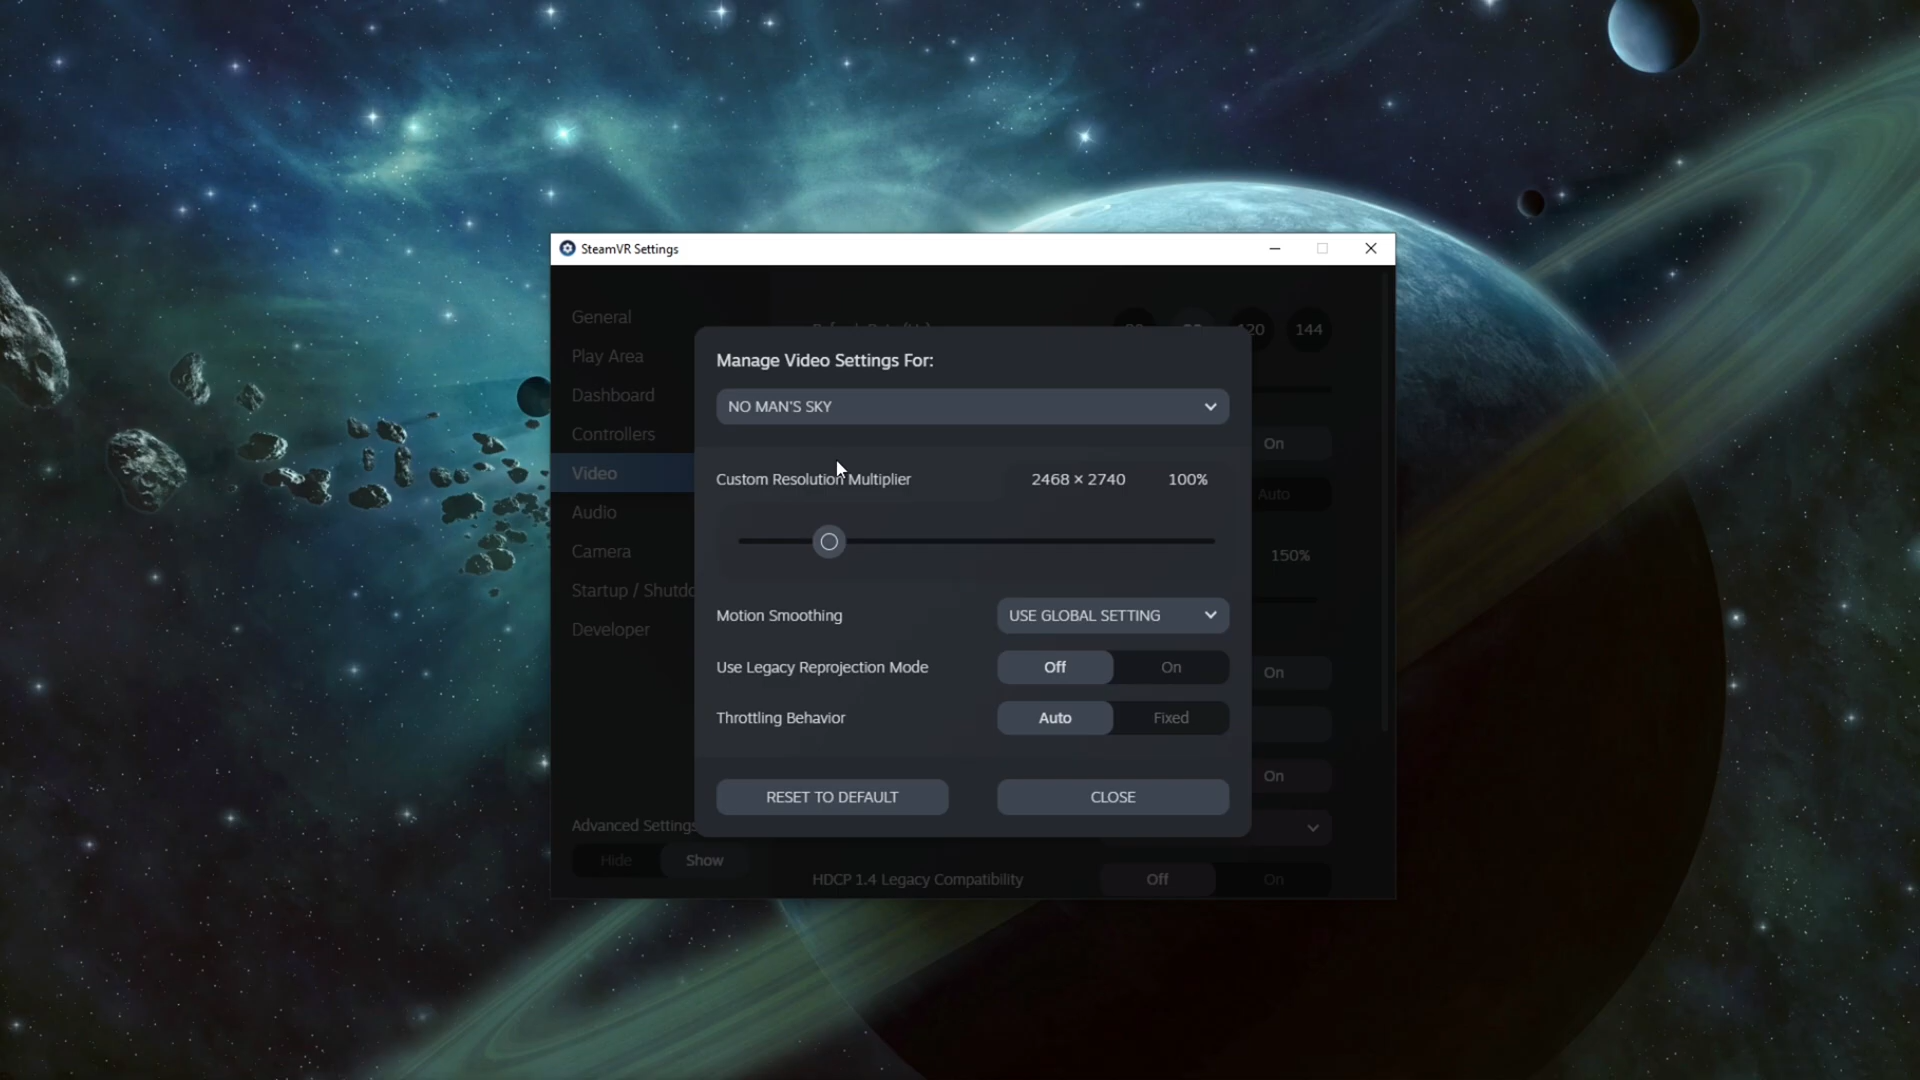 SteamVR Settings
General
Play Area
Dashboard
Controllers
Video
Audio
Camera
Startup / Shutdo
Developer
Advanced Settings
Hide Show
120 144
Manage Video Settings For:
NO MAN'S SKY
Custom Resolution Multiplier 2468 × 2740 100%
Motion Smoothing USE GLOBAL SETTING
Use Legacy Reprojection Mode Off On
Throttling Behavior Auto Fixed
RESET TO DEFAULT CLOSE
On
Auto
150%
On
On
HDCP 1.4 Legacy Compatibility Off On